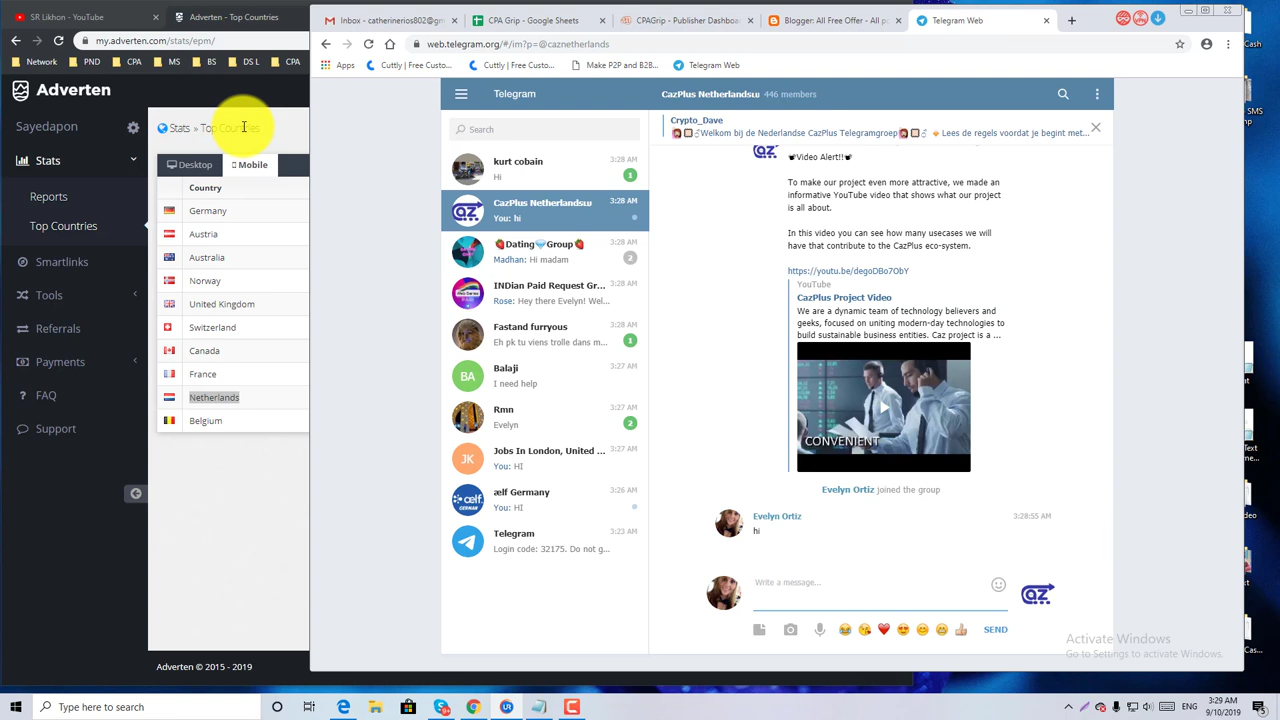 SR Likhon - YouTube
Adverten - Top Countries
my.adverten.com/stats/epm/
Network
PND
CPA
MS
BS
DS L
CPA
Adverten
Sayedapon
Stats
Reports
Top Countries
Smartlinks
Tools
Referrals
Payments
FAQ
Support
Stats » Top Countries
Desktop
Mobile
Country
Germany
Austria
Australia
Norway
United Kingdom
Switzerland
Canada
France
Netherlands
Belgium
Adverten © 2015 - 2019
Inbox - catherinerios802@gm
CPA Grip - Google Sheets
CPAGrip - Publisher Dashboa
Blogger: All Free Offer - All po
Telegram Web
web.telegram.org/#/im?p=@caznetherlands
Apps
Cuttly | Free Custo...
Cuttly | Free Custo...
Make P2P and B2B...
Telegram Web
Telegram
CazPlus Netherlands 446 members
Search
kurt cobain 3:28 AM
Hi 1
CazPlus Netherlands 3:28 AM
You: hi
🍓Dating💎Group🍓 3:28 AM
Madhan: Hi madam 2
INDian Paid Request Gr... 3:28 AM
Rose: Hey there Evelyn! Wel...
Fastand furryous 3:28 AM
Eh pk tu viens trolle dans m... 1
BA
Balaji 3:27 AM
I need help
Rmn 3:27 AM
Evelyn 2
JK
Jobs In London, United ... 3:27 AM
You: HI
ælf Germany 3:26 AM
You: HI
Telegram 3:23 AM
Login code: 32175. Do not g...
Crypto_Dave
Welkom bij de Nederlandse CazPlus Telegramgroep Lees de regels voordat je begint met...
Video Alert!!
To make our project even more attractive, we made an
informative YouTube video that shows what our project
is all about.
In this video you can see how many usecases we will
have that contribute to the CazPlus eco-system.
https://youtu.be/degoDBo7ObY
YouTube
CazPlus Project Video
We are a dynamic team of technology believers and
geeks, focused on uniting modern-day technologies to
build sustainable business entities. Caz project is a ...
CONVENIENT
Evelyn Ortiz joined the group
Evelyn Ortiz 3:28:55 AM
hi
Write a message...
SEND
Activate Windows
Go to Settings to activate Windows.
Type here to search
ENG
3:29 AM
9/10/2019